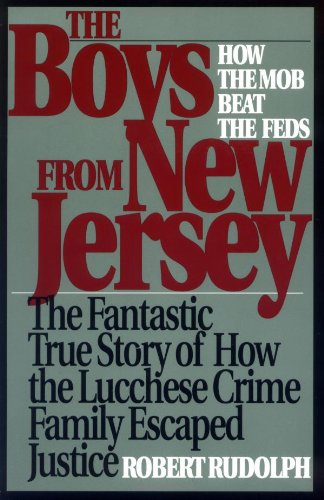 THE
Boys
FROM New
Jersey
HOW
THE MOB
BEAT
THE FEDS
The Fantastic
True Story of How
the Lucchese Crime
Family Escaped
Justice ROBERT RUDOLPH